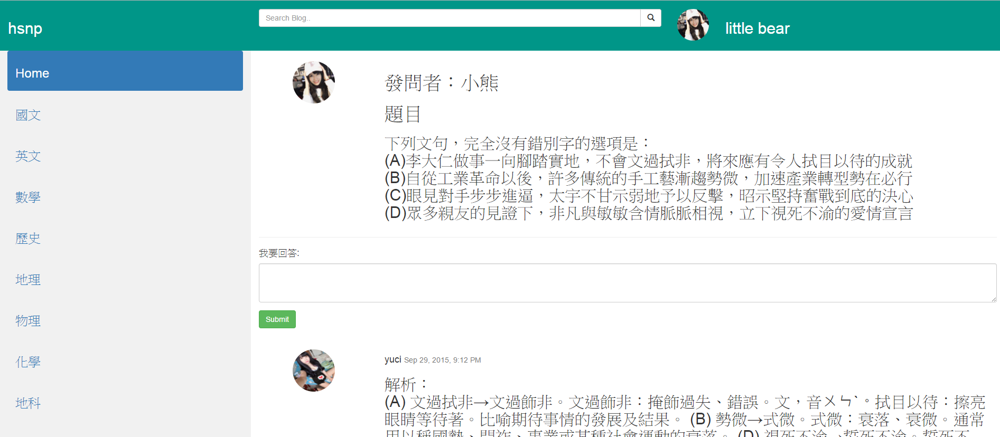 hsnp
Search Blog..
little bear
Home
國文
英文
數學
歷史
地理
物理
化學
地科
發問者：小熊
題目
下列文句，完全沒有錯別字的選項是：
(A)李大仁做事一向腳踏實地，不會文過拭非，將來應有令人拭目以待的成就
(B)自從工業革命以後，許多傳統的手工藝漸趨勢微，加速產業轉型勢在必行
(C)眼見對手步步進逼，太宇不甘示弱地予以反擊，昭示堅持奮戰到底的決心
(D)眾多親友的見證下，非凡與敏敏含情脈脈相視，立下視死不渝的愛情宣言
我要回答:
Submit
yuci Sep 29, 2015, 9:12 PM
解析：
(A) 文過拭非→文過飾非。文過飾非：掩飾過失、錯誤。文，音ㄨㄣˋ。拭目以待：擦亮
眼睛等待著。比喻期待事情的發展及結果。 (B) 勢微→式微。式微：衰落、衰微。通常
用以稱國勢、門祚、事業或某種社會運動的衰落。 (D) 視死不渝→誓死不渝。誓死不